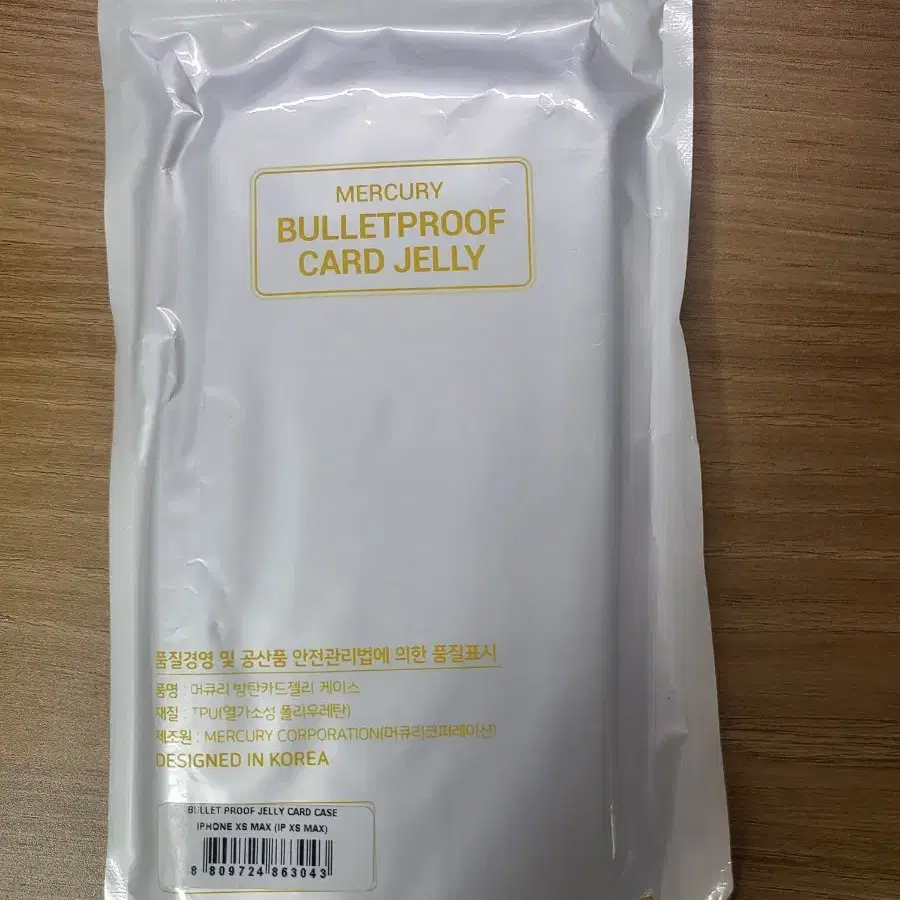 MERCURY
BULLETPROOF
CARD JELLY
품질경영 및 공산품 안전관리법에 의한 품질표시
품명 : 머큐리 방탄카드젤리 케이스
재질 : TPU(열가소성 폴리우레탄)
제조원 : MERCURY CORPORATION(머큐리코퍼레이션)
DESIGNED IN KOREA
BULLET PROOF JELLY CARD CASE
IPHONE XS MAX (IP XS MAX)
8 809724 863043